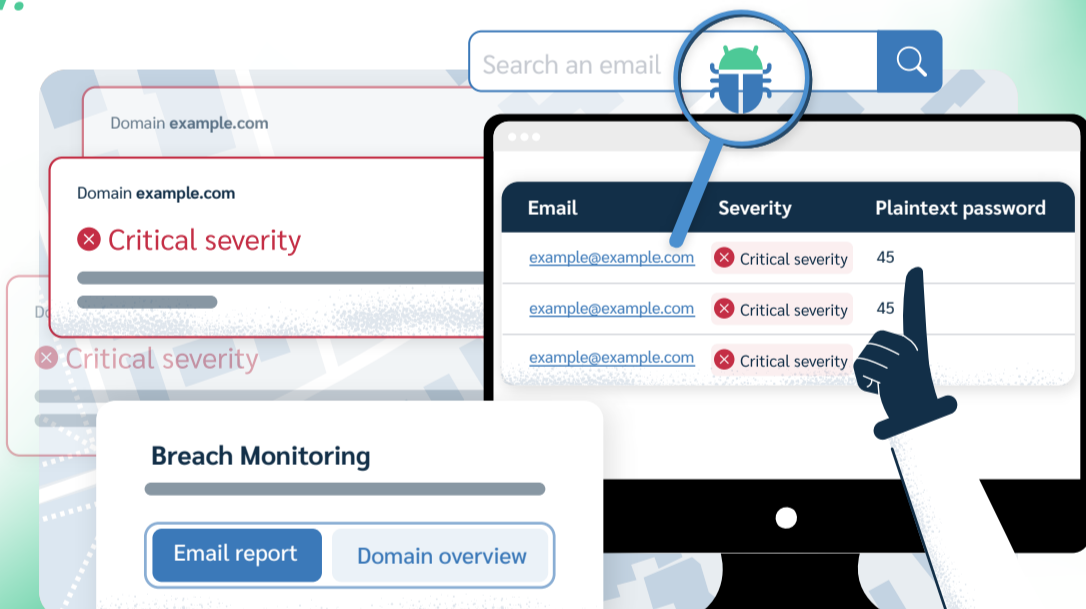 Search an email
Domain example.com
Domain example.com
Critical severity
Critical severity
Email Severity Plaintext password
example@example.com Critical severity 45
example@example.com Critical severity 45
example@example.com Critical severity
Breach Monitoring
Email report Domain overview